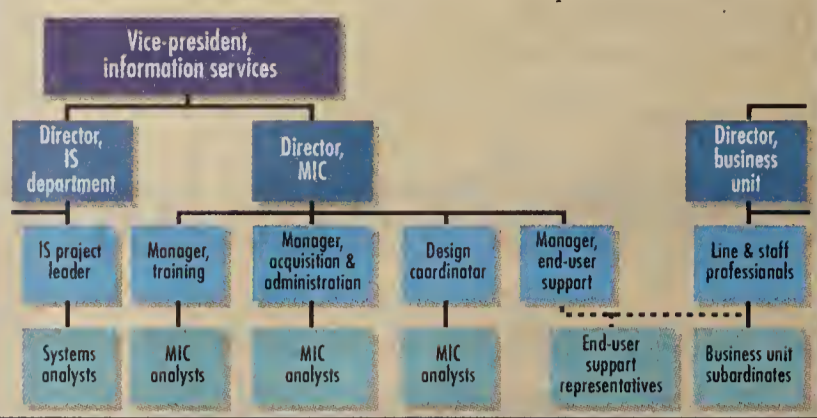 Vice-president,
information services
Director,
IS
department
Director,
MIC
Director,
business
unit
IS project
leader
Manager,
training
Manager,
acquisition &
administration
Design
coordinator
Manager,
end-user
support
Line & staff
professionals
Systems
analysts
MIC
analysts
MIC
analysts
MIC
analysts
End-user
support
representatives
Business unit
subordinates